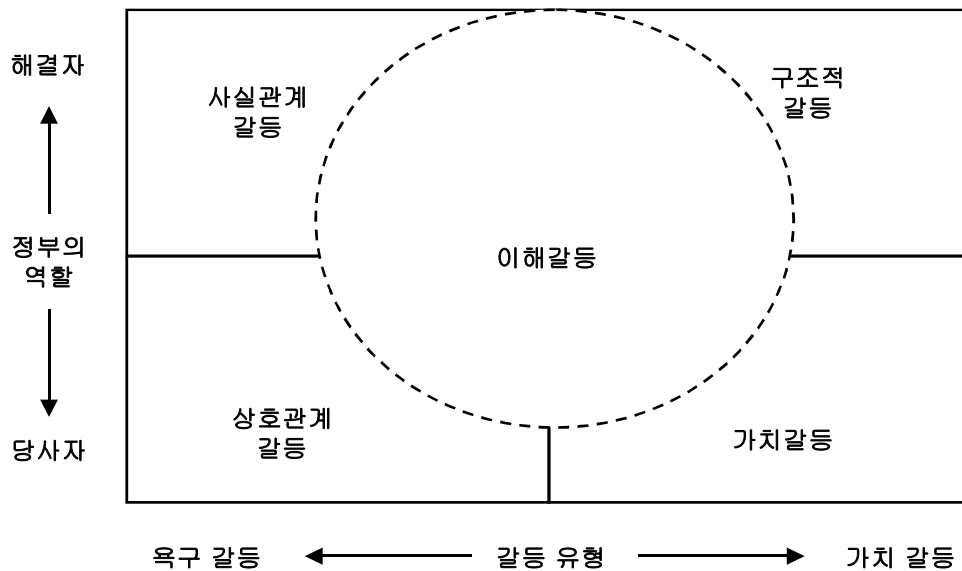 해결자
사실관계
갈등
구조적
갈등
정부의
역할
이해갈등
상호관계
갈등
가치갈등
당사자
욕구 갈등
갈등 유형
가치 갈등